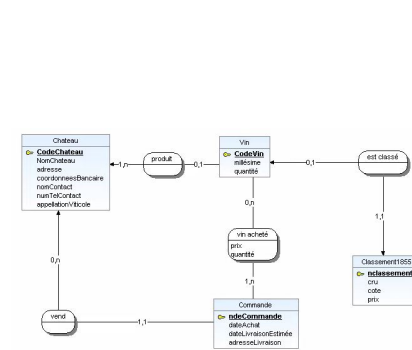 Chateau
CodeChateau
NomChateau
adresse
coordonneesBancaire
nomContact
numTelContact
appellationViticole
1,n
produit
0,1
Vin
CodeVin
millésime
quantité
0,1
est classé
1,1
Classement1855
nclassement
cru
cote
prix
0,n
vin acheté
prix
quantité
1,n
Commande
ndeCommande
dateAchat
dateLivraisonEstimée
adresseLivraison
0,n
vend
1,1